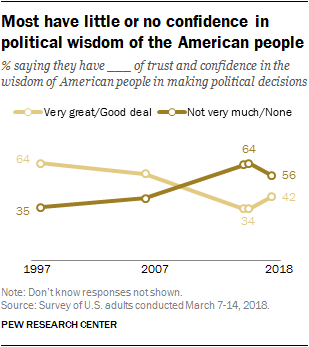 Most have little or no confidence in
political wisdom of the American people
% saying they have ____ of trust and confidence in the
wisdom of American people in making political decisions
Very great/Good deal Not very much/None
64
64
56
42
35
34
1997 2007 2018
Note: Don't know responses not shown.
Source: Survey of U.S. adults conducted March 7-14, 2018.
PEW RESEARCH CENTER